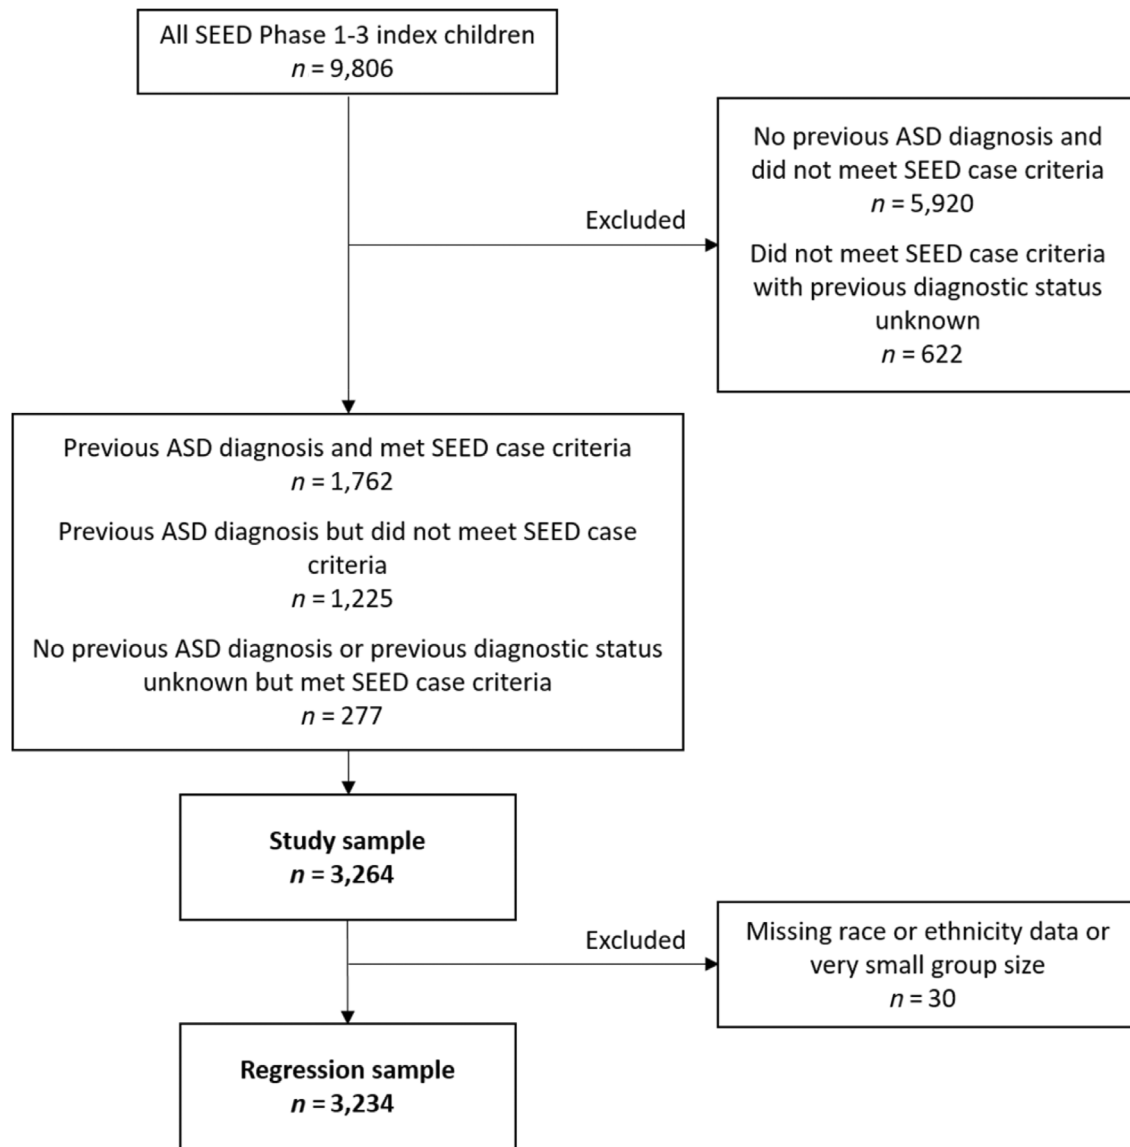 All SEED Phase 1-3 index children
n = 9,806
No previous ASD diagnosis and
did not meet SEED case criteria
n = 5,920
Excluded
Did not meet SEED case criteria
with previous diagnostic status
unknown
n = 622
Previous ASD diagnosis and met SEED case criteria
n = 1,762
Previous ASD diagnosis but did not meet SEED case
criteria
n = 1,225
No previous ASD diagnosis or previous diagnostic status
unknown but met SEED case criteria
n = 277
Study sample
n = 3,264
Excluded
Missing race or ethnicity data or
very small group size
n = 30
Regression sample
n = 3,234